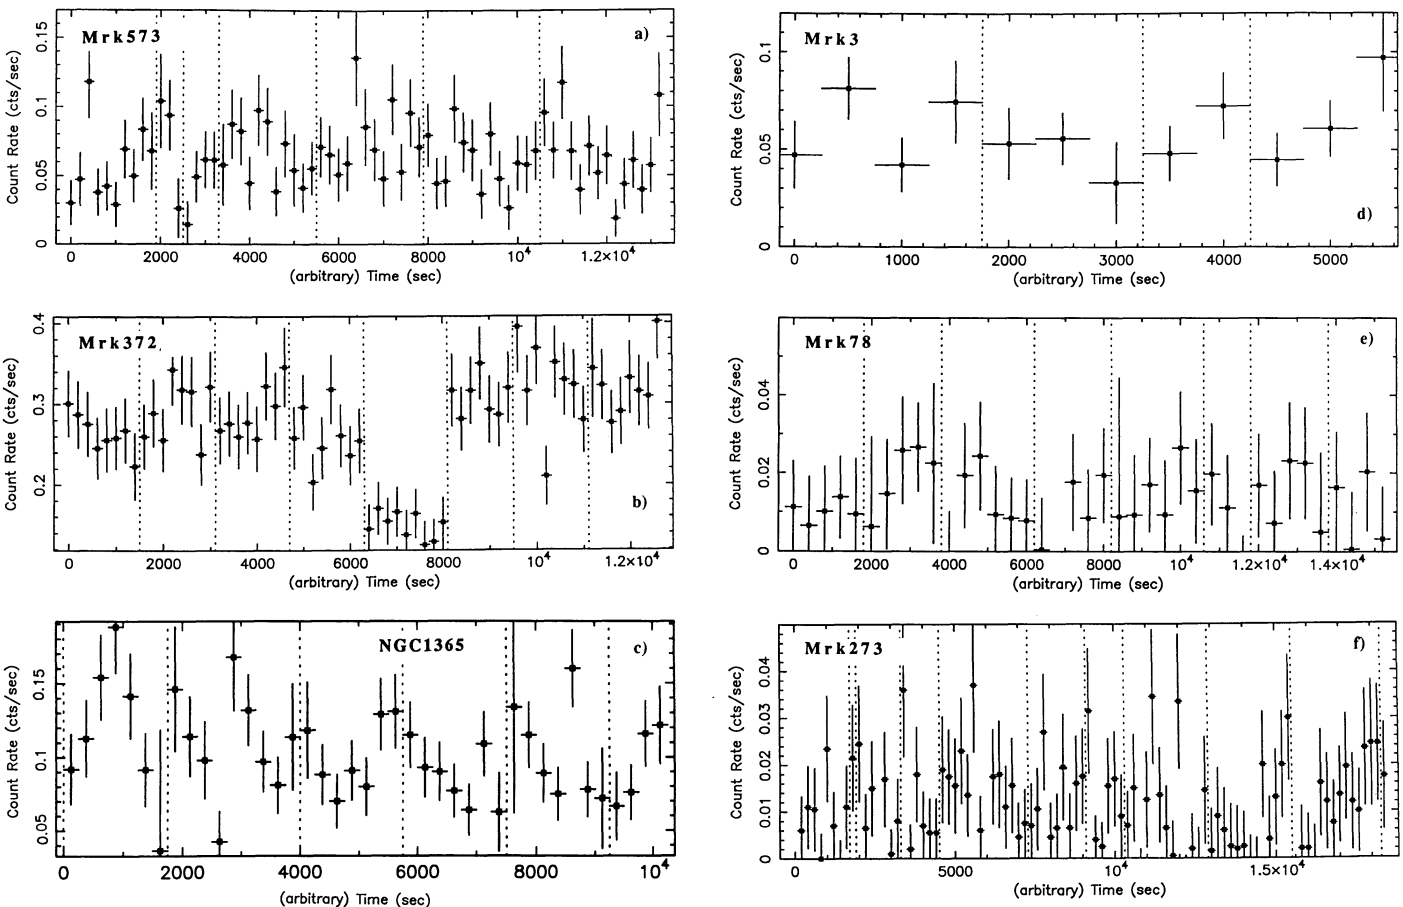 Mrk573
a)
Count Rate (cts/sec)
0.15
0.1
0.05
0
0 2000 4000 6000 8000 10⁴ 1.2×10⁴
(arbitrary) Time (sec)
Mrk3
d)
Count Rate (cts/sec)
0.1
0.05
0
0 1000 2000 3000 4000 5000
(arbitrary) Time (sec)
Mrk372
b)
Count Rate (cts/sec)
0.4
0.3
0.2
0 2000 4000 6000 8000 10⁴ 1.2×10⁴
(arbitrary) Time (sec)
Mrk78
e)
Count Rate (cts/sec)
0.04
0.02
0
0 2000 4000 6000 8000 10⁴ 1.2×10⁴ 1.4×10⁴
(arbitrary) Time (sec)
NGC1365
c)
Count Rate (cts/sec)
0.15
0.1
0.05
0 2000 4000 6000 8000 10⁴
(arbitrary) Time (sec)
Mrk273
f)
Count Rate (cts/sec)
0.04
0.03
0.02
0.01
0
0 5000 10⁴ 1.5×10⁴
(arbitrary) Time (sec)